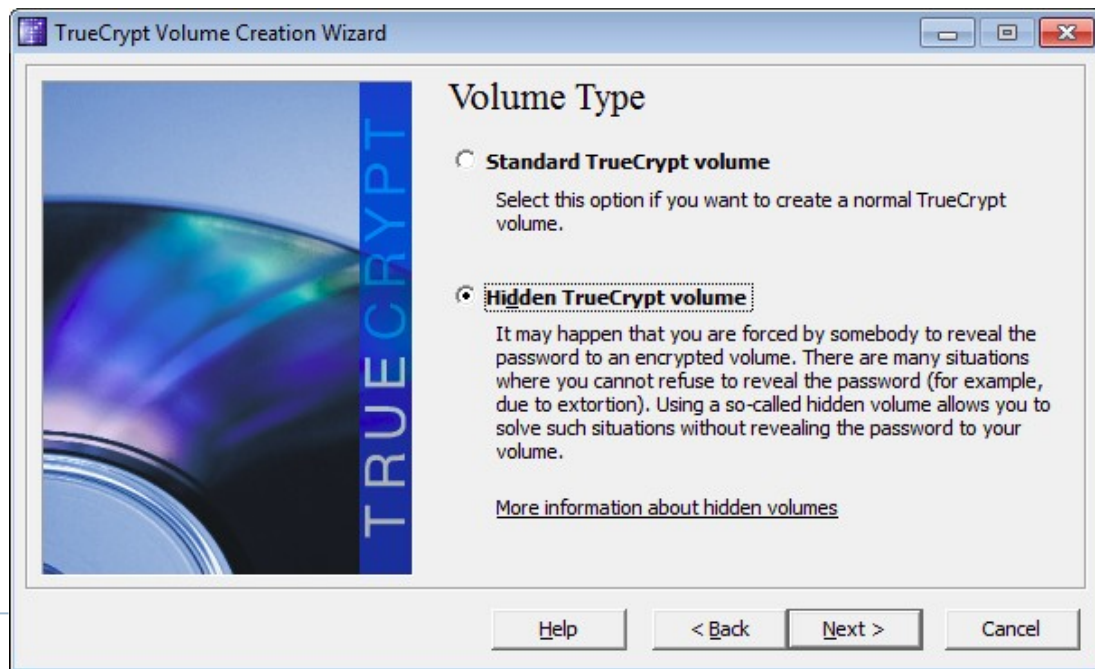 TrueCrypt Volume Creation Wizard
TRUECRYPT
Volume Type
Standard TrueCrypt volume
Select this option if you want to create a normal TrueCrypt
volume.
Hidden TrueCrypt volume
It may happen that you are forced by somebody to reveal the
password to an encrypted volume. There are many situations
where you cannot refuse to reveal the password (for example,
due to extortion). Using a so-called hidden volume allows you to
solve such situations without revealing the password to your
volume.
More information about hidden volumes
Help
< Back
Next >
Cancel